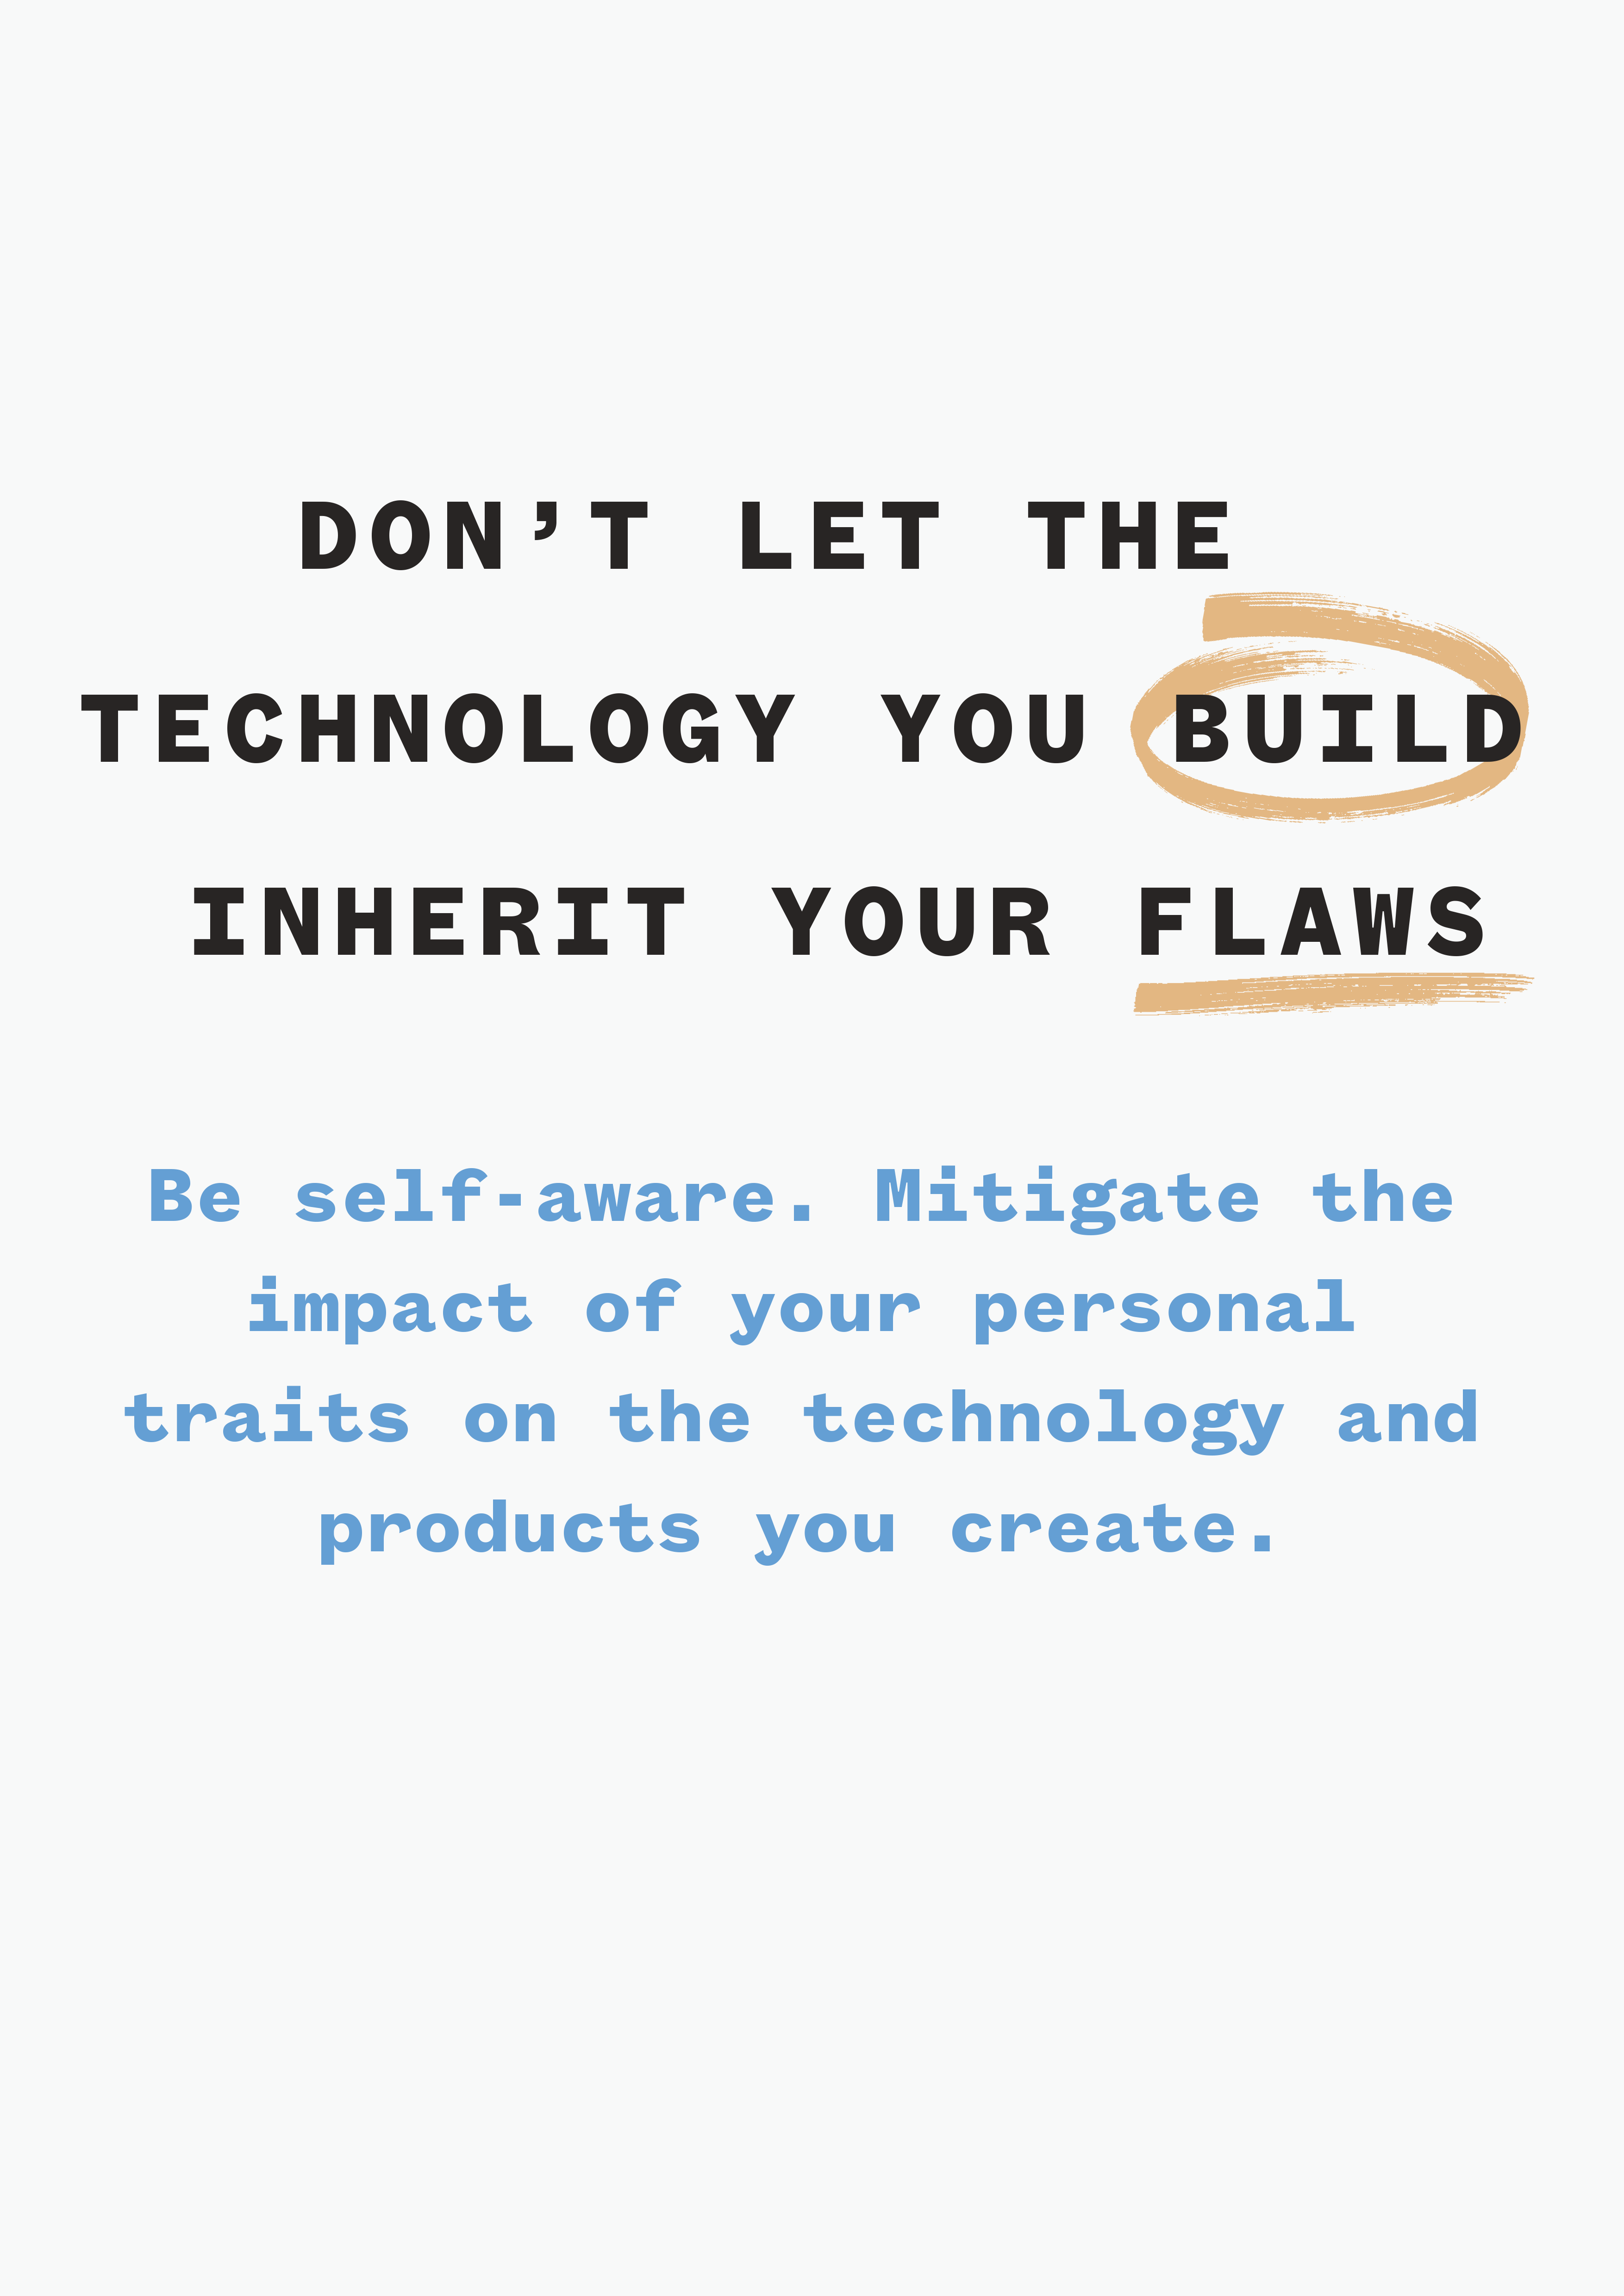 DON’T LET THE
TECHNOLOGY YOU BUILD
INHERIT YOUR FLAWS
Be self-aware. Mitigate the
impact of your personal
traits on the technology and
products you create.